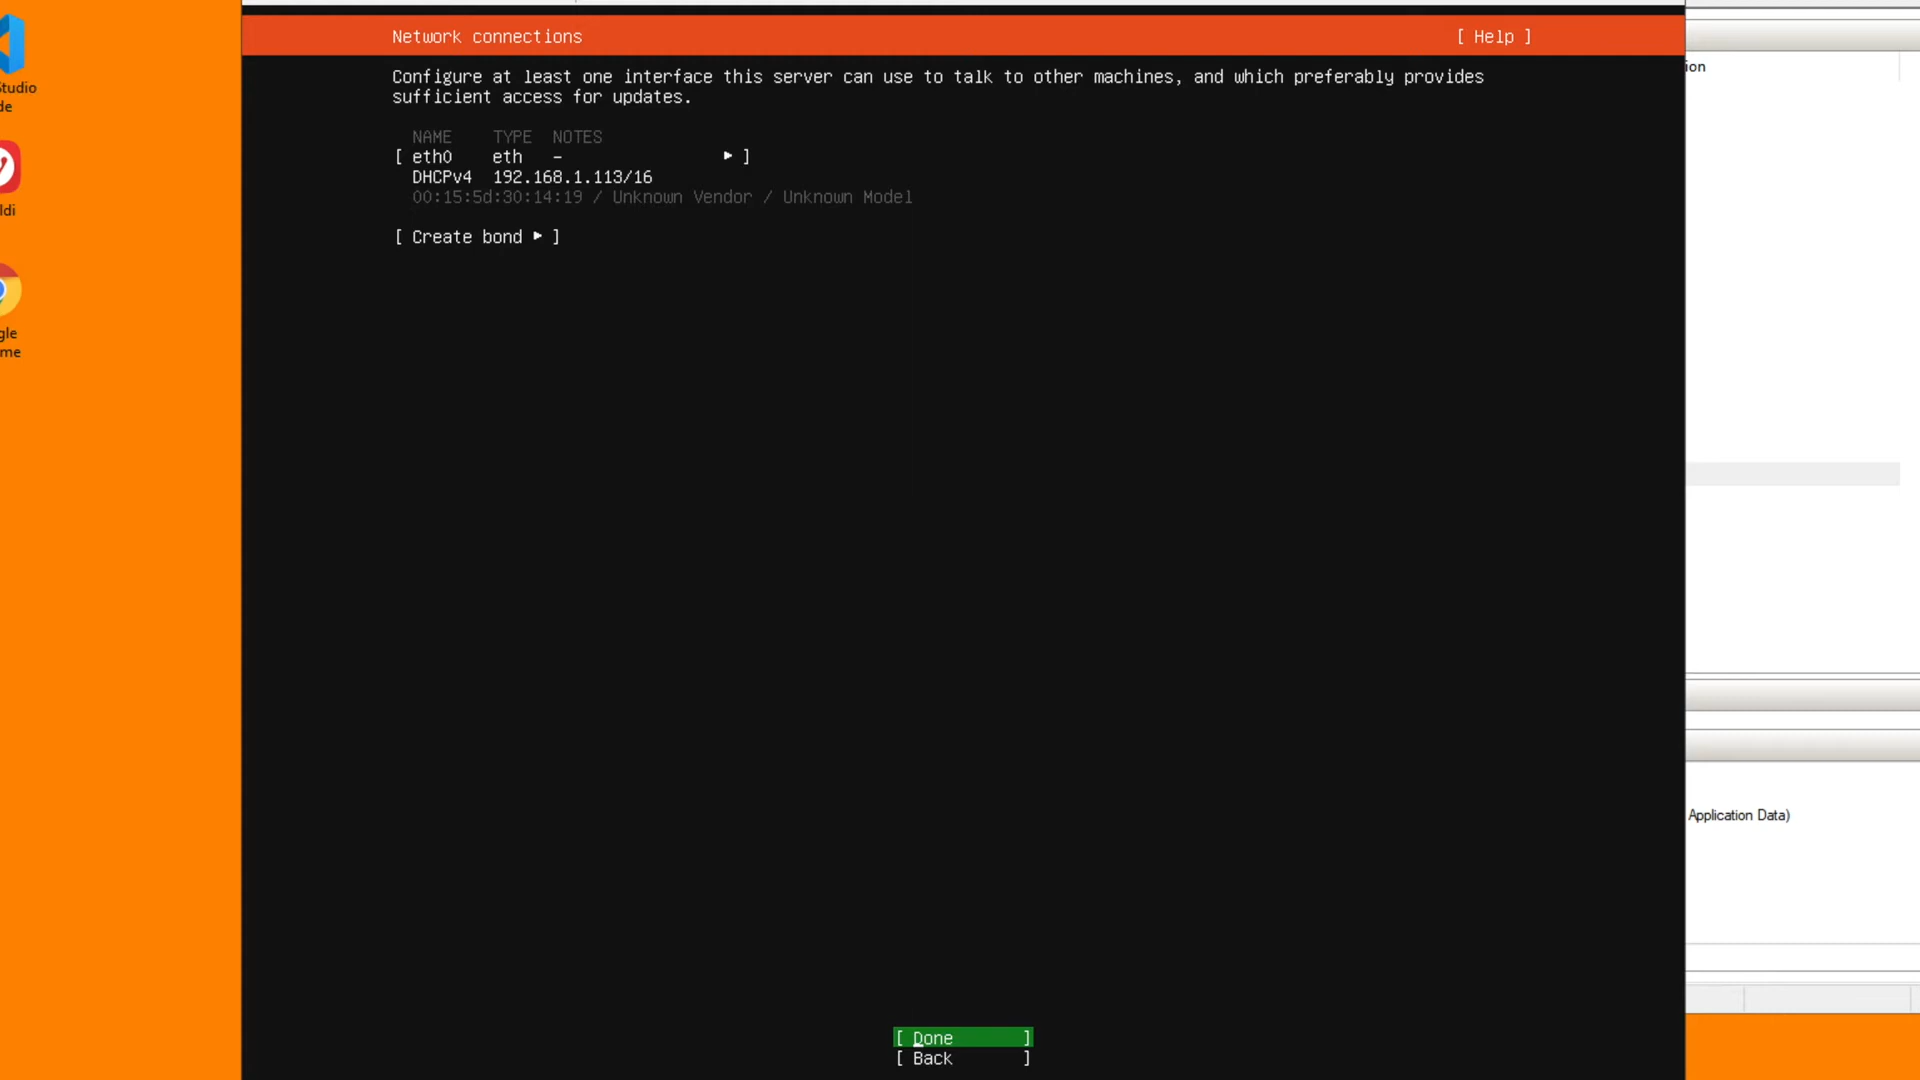 Network connections [ Help ]
Configure at least one interface this server can use to talk to other machines, and which preferably provides
sufficient access for updates.
NAME TYPE NOTES
[ eth0 eth – ▸ ]
DHCPv4 192.168.1.113/16
00:15:5d:30:14:19 / Unknown Vendor / Unknown Model
[ Create bond ▸ ]
[ Done ]
[ Back ]
tudio
de
ldi
gle
me
ion
Application Data)